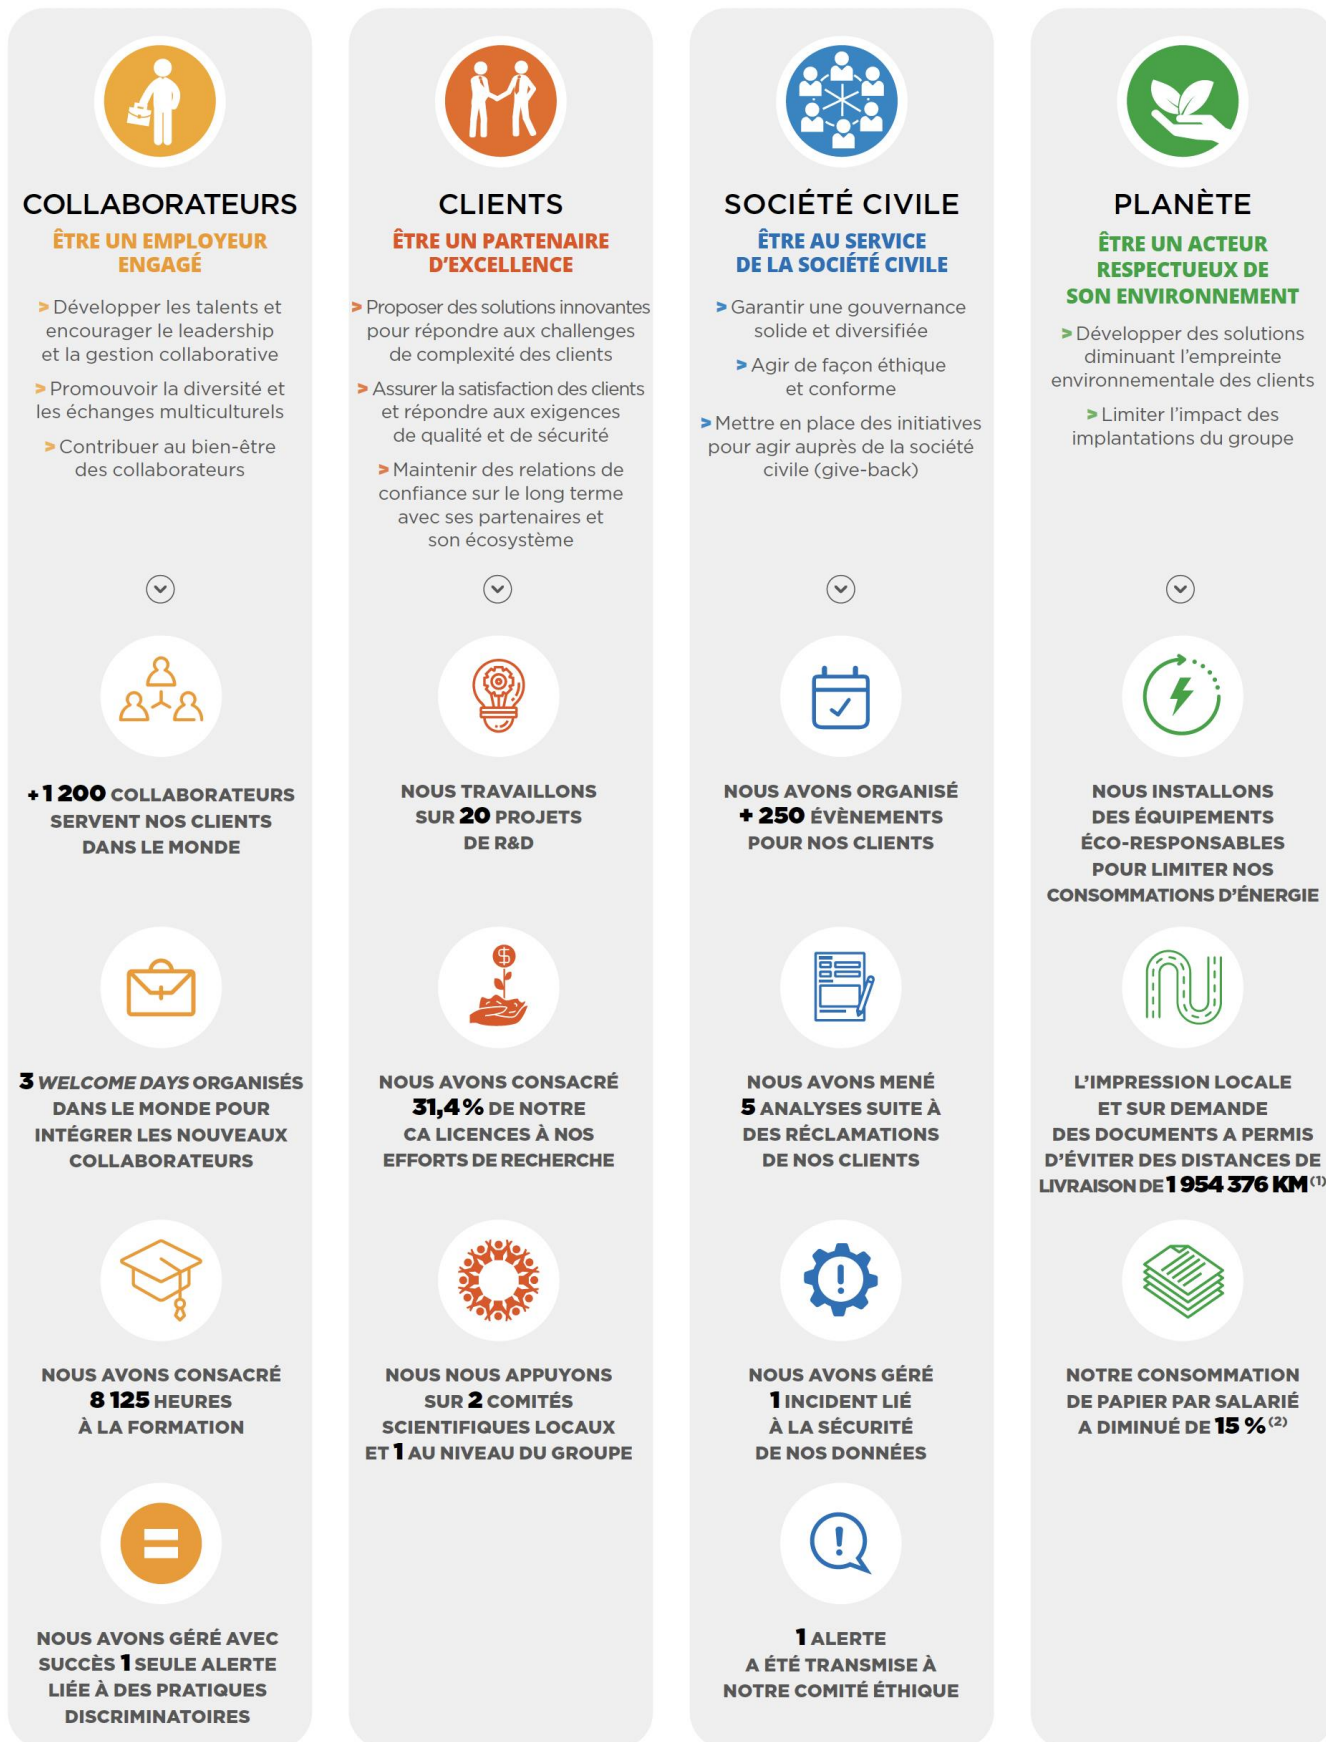 COLLABORATEURS
ÊTRE UN EMPLOYEUR
ENGAGÉ
> Développer les talents et
encourager le leadership
et la gestion collaborative
> Promouvoir la diversité et
les échanges multiculturels
> Contribuer au bien-être
des collaborateurs
+ 1 200 COLLABORATEURS
SERVENT NOS CLIENTS
DANS LE MONDE
3 WELCOME DAYS ORGANISÉS
DANS LE MONDE POUR
INTÉGRER LES NOUVEAUX
COLLABORATEURS
NOUS AVONS CONSACRÉ
8 125 HEURES
À LA FORMATION
NOUS AVONS GÉRÉ AVEC
SUCCÈS 1 SEULE ALERTE
LIÉE À DES PRATIQUES
DISCRIMINATOIRES
CLIENTS
ÊTRE UN PARTENAIRE
D'EXCELLENCE
> Proposer des solutions innovantes
pour répondre aux challenges
de complexité des clients
> Assurer la satisfaction des clients
et répondre aux exigences
de qualité et de sécurité
> Maintenir des relations de
confiance sur le long terme
avec ses partenaires et
son écosystème
NOUS TRAVAILLONS
SUR 20 PROJETS
DE R&D
$
NOUS AVONS CONSACRÉ
31,4 % DE NOTRE
CA LICENCES À NOS
EFFORTS DE RECHERCHE
NOUS NOUS APPUYONS
SUR 2 COMITÉS
SCIENTIFIQUES LOCAUX
ET 1 AU NIVEAU DU GROUPE
SOCIÉTÉ CIVILE
ÊTRE AU SERVICE
DE LA SOCIÉTÉ CIVILE
> Garantir une gouvernance
solide et diversifiée
> Agir de façon éthique
et conforme
> Mettre en place des initiatives
pour agir auprès de la société
civile (give-back)
NOUS AVONS ORGANISÉ
+ 250 ÉVÈNEMENTS
POUR NOS CLIENTS
NOUS AVONS MENÉ
5 ANALYSES SUITE À
DES RÉCLAMATIONS
DE NOS CLIENTS
!
NOUS AVONS GÉRÉ
1 INCIDENT LIÉ
À LA SÉCURITÉ
DE NOS DONNÉES
!
1 ALERTE
A ÉTÉ TRANSMISE À
NOTRE COMITÉ ÉTHIQUE
PLANÈTE
ÊTRE UN ACTEUR
RESPECTUEUX DE
SON ENVIRONNEMENT
> Développer des solutions
diminuant l'empreinte
environnementale des clients
> Limiter l'impact des
implantations du groupe
NOUS INSTALLONS
DES ÉQUIPEMENTS
ÉCO-RESPONSABLES
POUR LIMITER NOS
CONSOMMATIONS D'ÉNERGIE
L'IMPRESSION LOCALE
ET SUR DEMANDE
DES DOCUMENTS A PERMIS
D'ÉVITER DES DISTANCES DE
LIVRAISON DE 1 954 376 KM (1)
NOTRE CONSOMMATION
DE PAPIER PAR SALARIÉ
A DIMINUÉ DE 15 % (2)